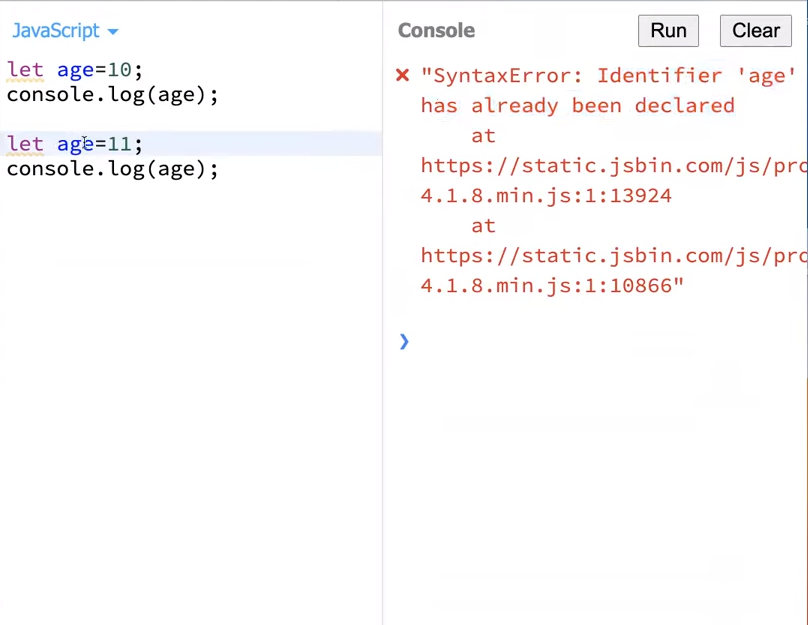 JavaScript
let age=10;
console.log(age);
let age=11;
console.log(age);
Console
Run
Clear
"SyntaxError: Identifier 'age'
has already been declared
at
https://static.jsbin.com/js/pro
4.1.8.min.js:1:13924
at
https://static.jsbin.com/js/pro
4.1.8.min.js:1:10866"